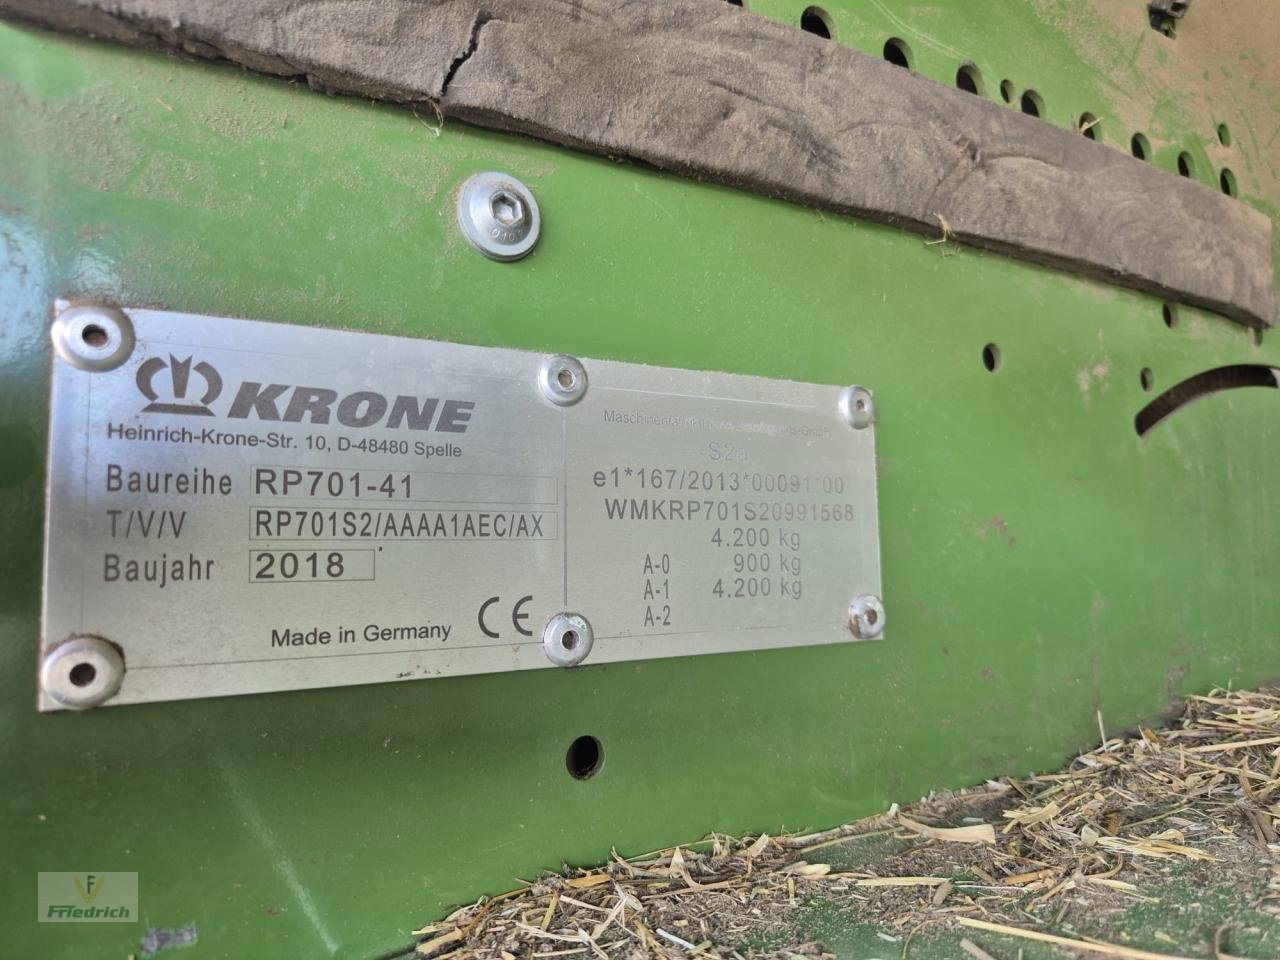 KRONE
Heinrich-Krone-Str. 10, D-48480 Spelle
Baureihe RP701-41
T/V/V RP701S2/AAAA1AEC/AX
Baujahr 2018
Made in Germany CE
S2a
e1*167/2013*00091*00
WMKRP701S20991568
4.200 kg
A-0 900 kg
A-1 4.200 kg
A-2
Friedrich